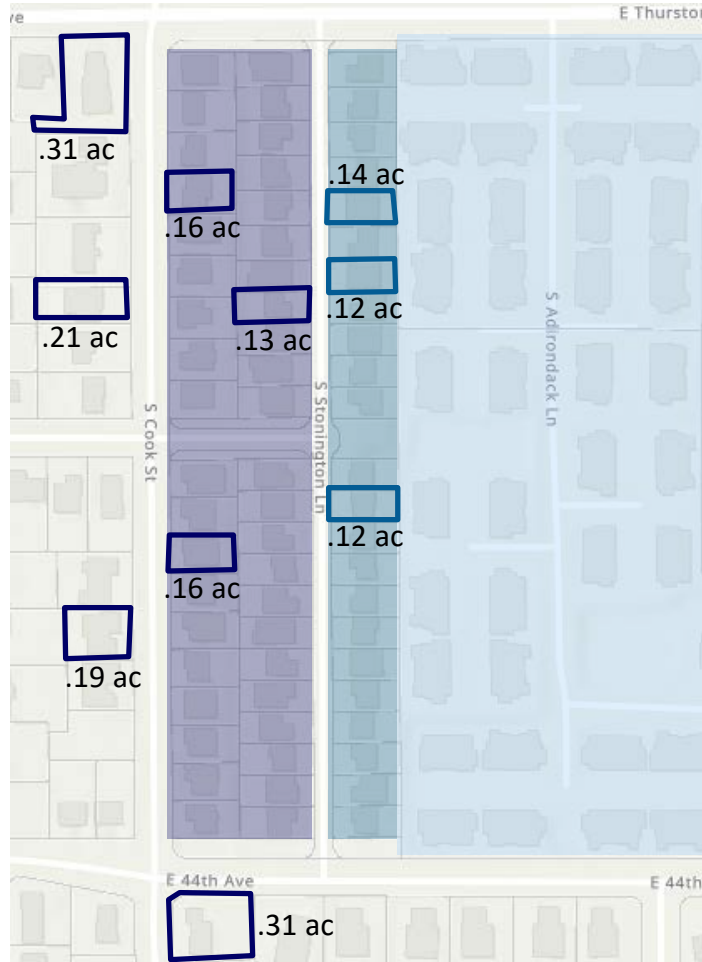 ve
E Thurston
.31 ac
.14 ac
.16 ac
.21 ac
.13 ac
.12 ac
S Cook St
S Stonington Ln
S Adirondack Ln
.12 ac
.16 ac
.19 ac
E 44th Ave
E 44th
.31 ac